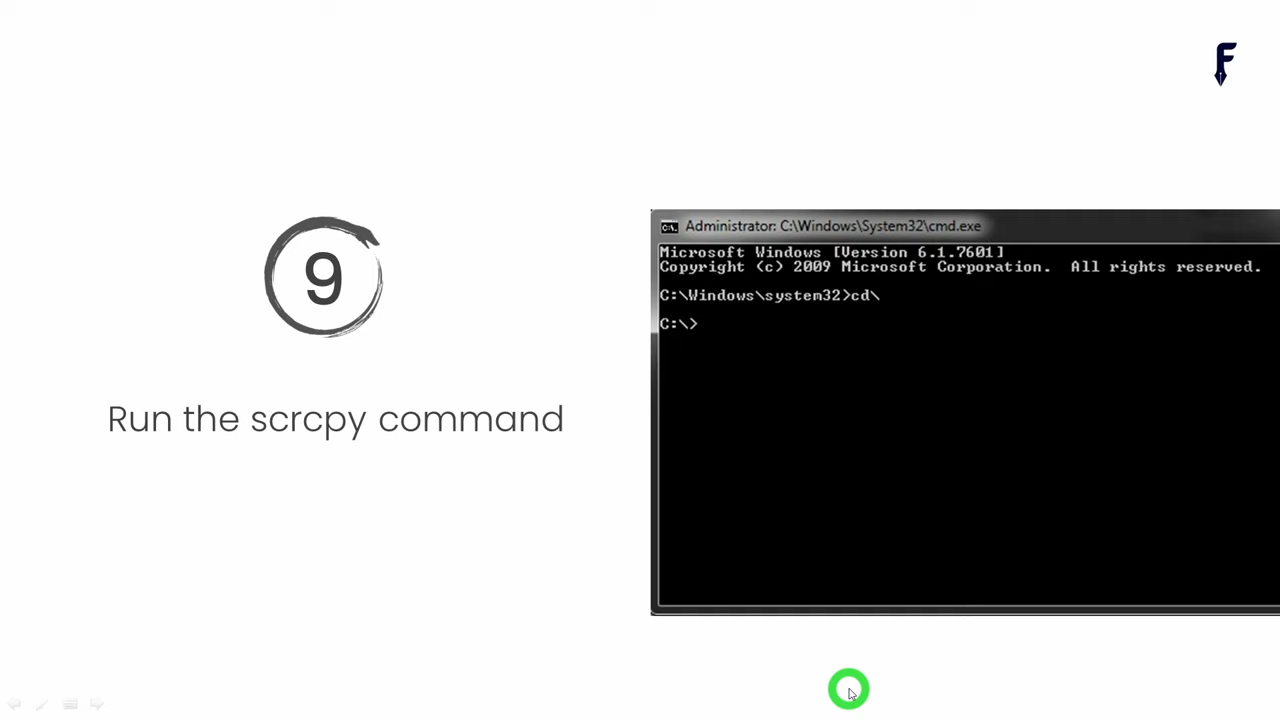 F
9
Run the scrcpy command
Administrator: C:\Windows\System32\cmd.exe
Microsoft Windows [Version 6.1.7601]
Copyright (c) 2009 Microsoft Corporation. All rights reserved.
C:\Windows\system32>cd\
C:\>